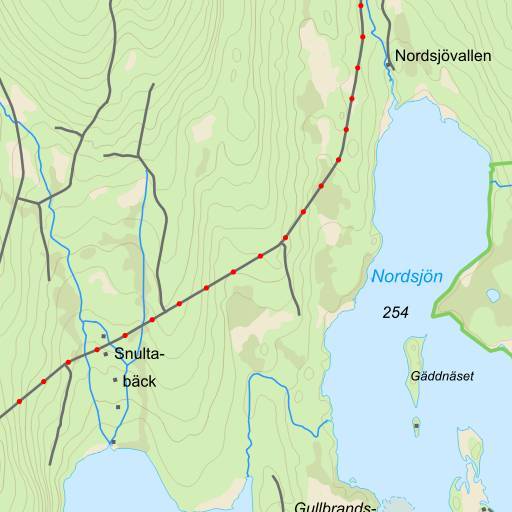 Nordsjövallen
Nordsjön
254
Snulta-
bäck
Gäddnäset
Gullbrands-